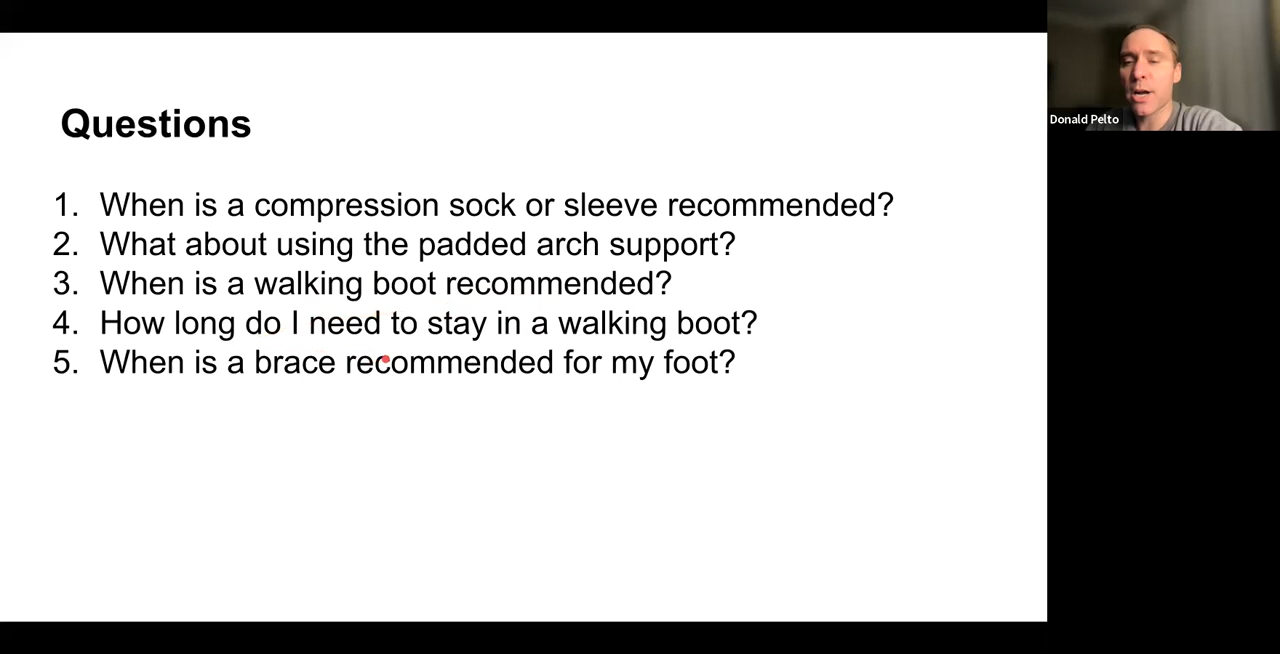 Questions
1. When is a compression sock or sleeve recommended?
2. What about using the padded arch support?
3. When is a walking boot recommended?
4. How long do I need to stay in a walking boot?
5. When is a brace recommended for my foot?
Donald Pelto